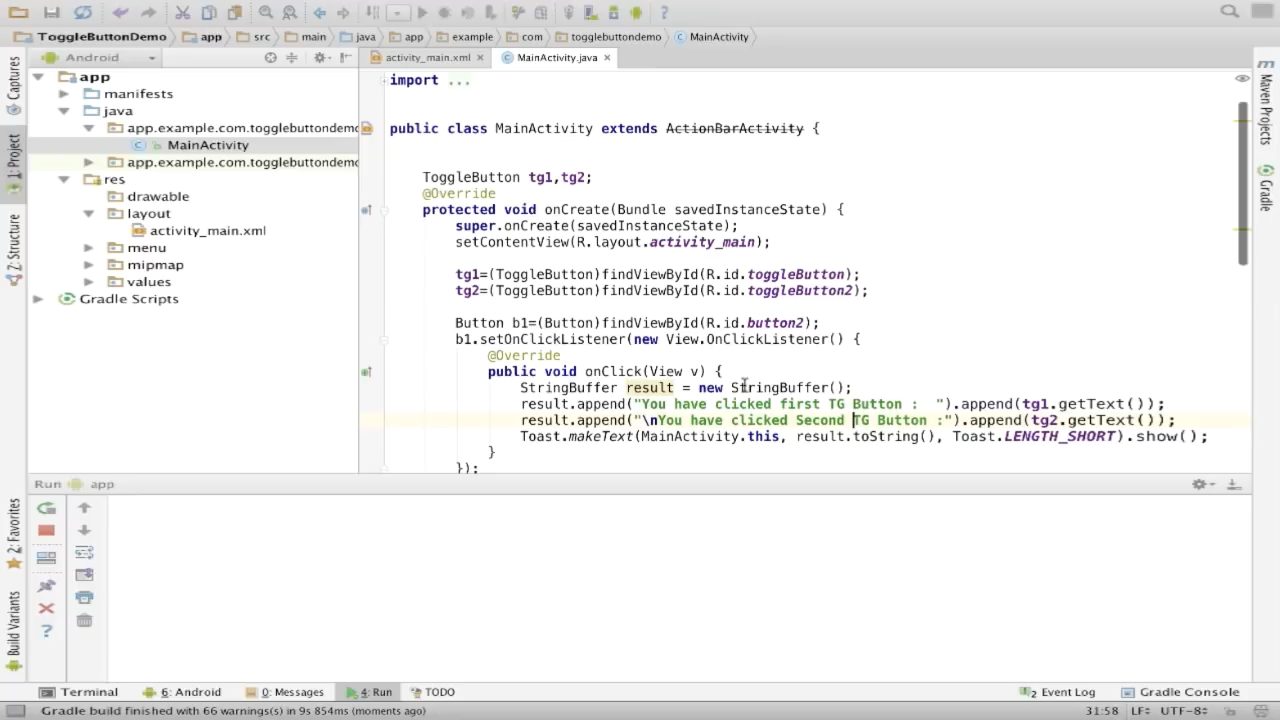 ToggleButtonDemo app src main java app example com togglebuttondemo MainActivity
Android
activity_main.xml
MainActivity.java
Captures
1: Project
Z: Structure
2: Favorites
Build Variants
Maven Projects
Gradle
app
manifests
java
app.example.com.togglebuttondemo
MainActivity
app.example.com.togglebuttondemo
res
drawable
layout
activity_main.xml
menu
mipmap
values
Gradle Scripts
import ...
public class MainActivity extends ActionBarActivity {
ToggleButton tg1,tg2;
@Override
protected void onCreate(Bundle savedInstanceState) {
super.onCreate(savedInstanceState);
setContentView(R.layout.activity_main);
tg1=(ToggleButton)findViewById(R.id.toggleButton);
tg2=(ToggleButton)findViewById(R.id.toggleButton2);
Button b1=(Button)findViewById(R.id.button2);
b1.setOnClickListener(new View.OnClickListener() {
@Override
public void onClick(View v) {
StringBuffer result = new StringBuffer();
result.append("You have clicked first TG Button :  ").append(tg1.getText());
result.append("\nYou have clicked Second TG Button :").append(tg2.getText());
Toast.makeText(MainActivity.this, result.toString(), Toast.LENGTH_SHORT).show();
}
});
Run app
Terminal 6: Android 0: Messages 4: Run TODO 2 Event Log Gradle Console
Gradle build finished with 66 warnings(s) in 9s 854ms (moments ago) 31:58 LF÷ UTF-8÷